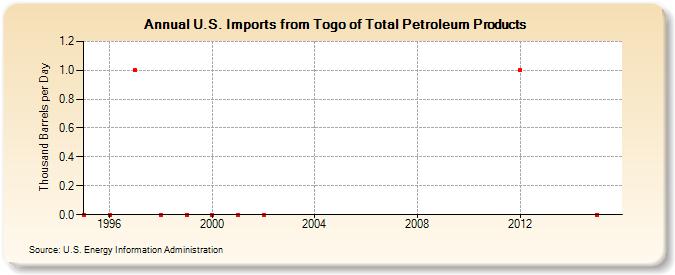 Annual U.S. Imports from Togo of Total Petroleum Products
Thousand Barrels per Day
1.2
1.0
0.8
0.6
0.4
0.2
0.0
1996 2000 2004 2008 2012
Source: U.S. Energy Information Administration